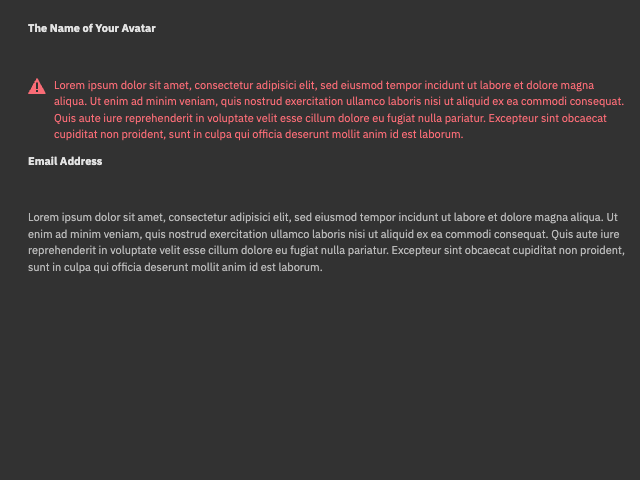 The Name of Your Avatar
Lorem ipsum dolor sit amet, consectetur adipisici elit, sed eiusmod tempor incidunt ut labore et dolore magna
aliqua. Ut enim ad minim veniam, quis nostrud exercitation ullamco laboris nisi ut aliquid ex ea commodi consequat.
Quis aute iure reprehenderit in voluptate velit esse cillum dolore eu fugiat nulla pariatur. Excepteur sint obcaecat
cupiditat non proident, sunt in culpa qui officia deserunt mollit anim id est laborum.
Email Address
Lorem ipsum dolor sit amet, consectetur adipisici elit, sed eiusmod tempor incidunt ut labore et dolore magna aliqua. Ut
enim ad minim veniam, quis nostrud exercitation ullamco laboris nisi ut aliquid ex ea commodi consequat. Quis aute iure
reprehenderit in voluptate velit esse cillum dolore eu fugiat nulla pariatur. Excepteur sint obcaecat cupiditat non proident,
sunt in culpa qui officia deserunt mollit anim id est laborum.